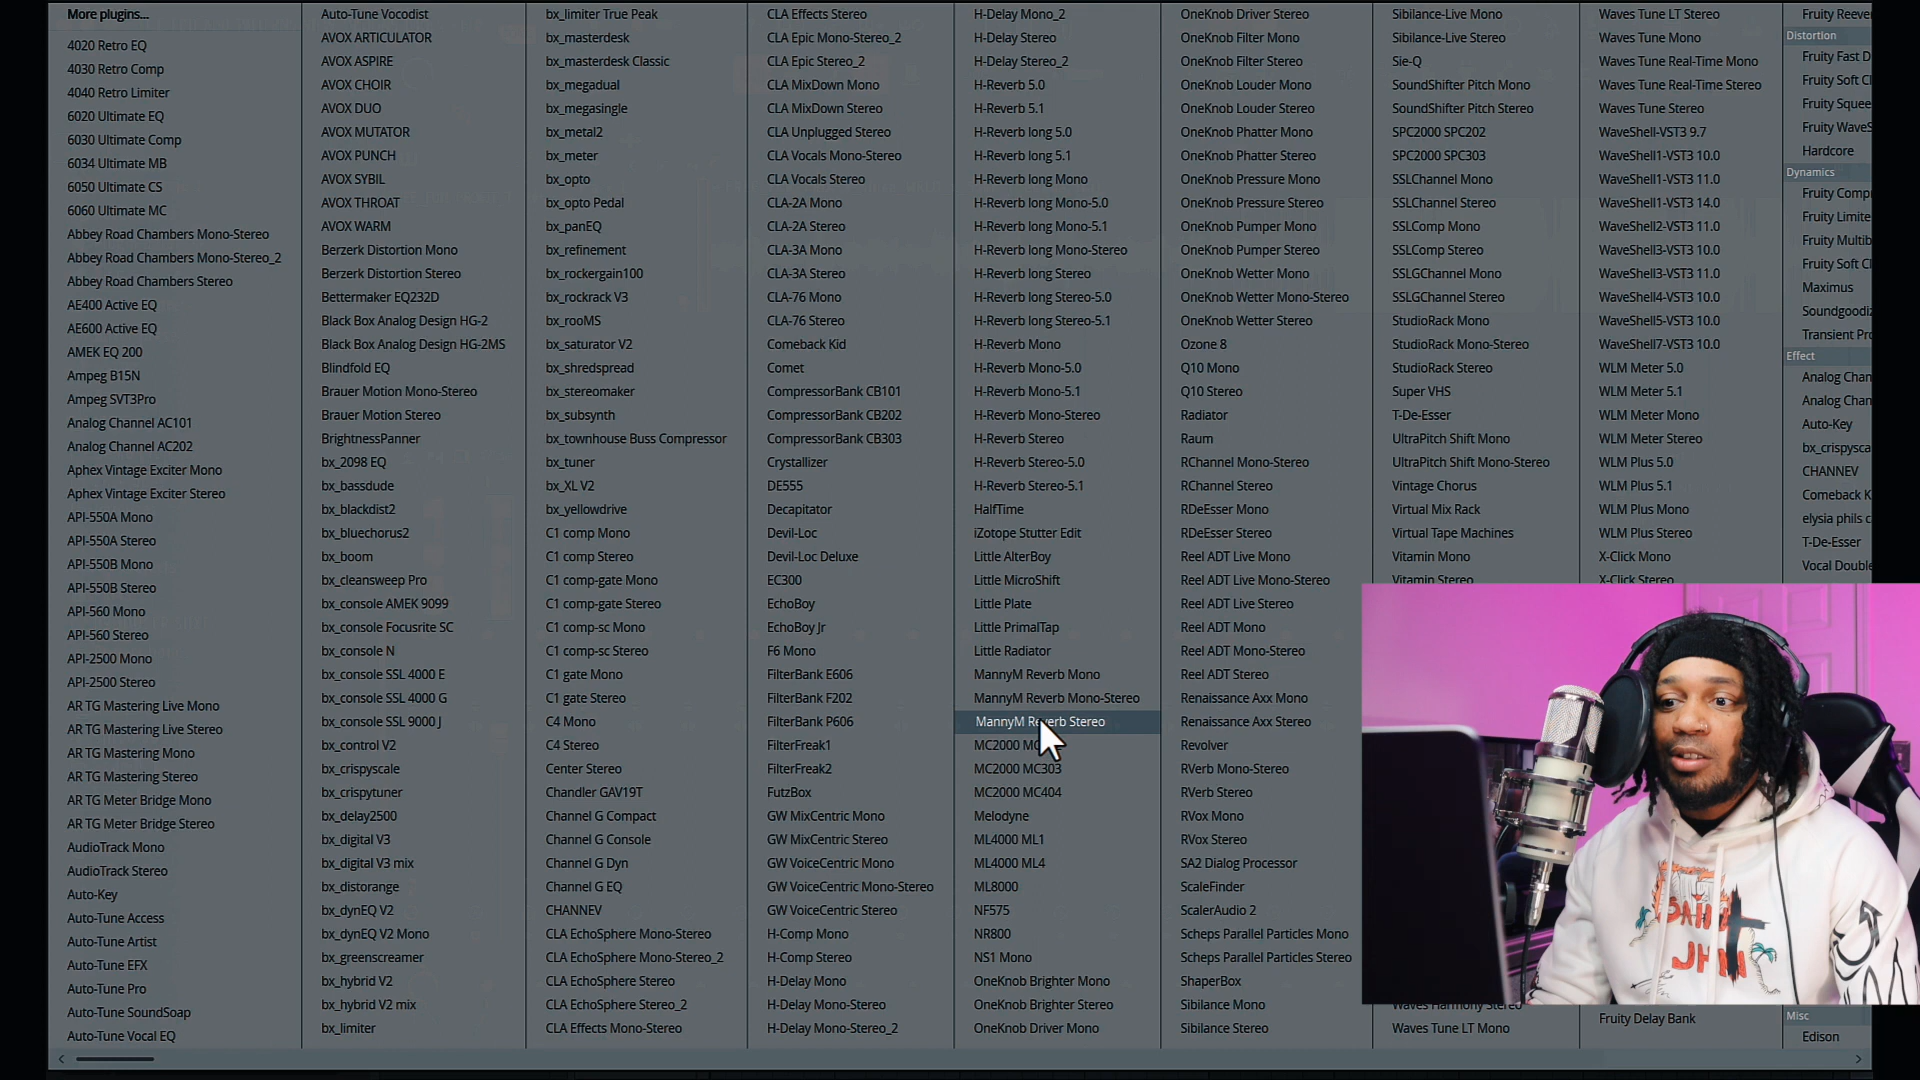 More plugins...
4020 Retro EQ
4030 Retro Comp
4040 Retro Limiter
6020 Ultimate EQ
6030 Ultimate Comp
6034 Ultimate MB
6050 Ultimate CS
6060 Ultimate MC
Abbey Road Chambers Mono-Stereo
Abbey Road Chambers Mono-Stereo_2
Abbey Road Chambers Stereo
AE400 Active EQ
AE600 Active EQ
AMEK EQ 200
Ampeg B15N
Ampeg SVT3Pro
Analog Channel AC101
Analog Channel AC202
Aphex Vintage Exciter Mono
Aphex Vintage Exciter Stereo
API-550A Mono
API-550A Stereo
API-550B Mono
API-550B Stereo
API-560 Mono
API-560 Stereo
API-2500 Mono
API-2500 Stereo
AR TG Mastering Live Mono
AR TG Mastering Live Stereo
AR TG Mastering Mono
AR TG Mastering Stereo
AR TG Meter Bridge Mono
AR TG Meter Bridge Stereo
AudioTrack Mono
AudioTrack Stereo
Auto-Key
Auto-Tune Access
Auto-Tune Artist
Auto-Tune EFX
Auto-Tune Pro
Auto-Tune SoundSoap
Auto-Tune Vocal EQ
Auto-Tune Vocodist
AVOX ARTICULATOR
AVOX ASPIRE
AVOX CHOIR
AVOX DUO
AVOX MUTATOR
AVOX PUNCH
AVOX SYBIL
AVOX THROAT
AVOX WARM
Berzerk Distortion Mono
Berzerk Distortion Stereo
Bettermaker EQ232D
Black Box Analog Design HG-2
Black Box Analog Design HG-2MS
Blindfold EQ
Brauer Motion Mono-Stereo
Brauer Motion Stereo
BrightnessPanner
bx_2098 EQ
bx_bassdude
bx_blackdist2
bx_bluechorus2
bx_boom
bx_cleansweep Pro
bx_console AMEK 9099
bx_console Focusrite SC
bx_console N
bx_console SSL 4000 E
bx_console SSL 4000 G
bx_console SSL 9000 J
bx_control V2
bx_crispyscale
bx_crispytuner
bx_delay2500
bx_digital V3
bx_digital V3 mix
bx_distorange
bx_dynEQ V2
bx_dynEQ V2 Mono
bx_greenscreamer
bx_hybrid V2
bx_hybrid V2 mix
bx_limiter
bx_limiter True Peak
bx_masterdesk
bx_masterdesk Classic
bx_megadual
bx_megasingle
bx_metal2
bx_meter
bx_opto
bx_opto Pedal
bx_panEQ
bx_refinement
bx_rockergain100
bx_rockrack V3
bx_rooMS
bx_saturator V2
bx_shredspread
bx_stereomaker
bx_subsynth
bx_townhouse Buss Compressor
bx_tuner
bx_XL V2
bx_yellowdrive
C1 comp Mono
C1 comp Stereo
C1 comp-gate Mono
C1 comp-gate Stereo
C1 comp-sc Mono
C1 comp-sc Stereo
C1 gate Mono
C1 gate Stereo
C4 Mono
C4 Stereo
Center Stereo
Chandler GAV19T
Channel G Compact
Channel G Console
Channel G Dyn
Channel G EQ
CHANNEV
CLA EchoSphere Mono-Stereo
CLA EchoSphere Mono-Stereo_2
CLA EchoSphere Stereo
CLA EchoSphere Stereo_2
CLA Effects Mono-Stereo
CLA Effects Stereo
CLA Epic Mono-Stereo_2
CLA Epic Stereo_2
CLA MixDown Mono
CLA MixDown Stereo
CLA Unplugged Stereo
CLA Vocals Mono-Stereo
CLA Vocals Stereo
CLA-2A Mono
CLA-2A Stereo
CLA-3A Mono
CLA-3A Stereo
CLA-76 Mono
CLA-76 Stereo
Comeback Kid
Comet
CompressorBank CB101
CompressorBank CB202
CompressorBank CB303
Crystallizer
DE555
Decapitator
Devil-Loc
Devil-Loc Deluxe
EC300
EchoBoy
EchoBoy Jr
F6 Mono
FilterBank E606
FilterBank F202
FilterBank P606
FilterFreak1
FilterFreak2
FutzBox
GW MixCentric Mono
GW MixCentric Stereo
GW VoiceCentric Mono
GW VoiceCentric Mono-Stereo
GW VoiceCentric Stereo
H-Comp Mono
H-Comp Stereo
H-Delay Mono
H-Delay Mono-Stereo
H-Delay Mono-Stereo_2
H-Delay Mono_2
H-Delay Stereo
H-Delay Stereo_2
H-Reverb 5.0
H-Reverb 5.1
H-Reverb long 5.0
H-Reverb long 5.1
H-Reverb long Mono
H-Reverb long Mono-5.0
H-Reverb long Mono-5.1
H-Reverb long Mono-Stereo
H-Reverb long Stereo
H-Reverb long Stereo-5.0
H-Reverb long Stereo-5.1
H-Reverb Mono
H-Reverb Mono-5.0
H-Reverb Mono-5.1
H-Reverb Mono-Stereo
H-Reverb Stereo
H-Reverb Stereo-5.0
H-Reverb Stereo-5.1
HalfTime
iZotope Stutter Edit
Little AlterBoy
Little MicroShift
Little Plate
Little PrimalTap
Little Radiator
MannyM Reverb Mono
MannyM Reverb Mono-Stereo
MannyM Reverb Stereo
MC2000
MC2000 MC303
MC2000 MC404
Melodyne
ML4000 ML1
ML4000 ML4
ML8000
NF575
NR800
NS1 Mono
OneKnob Brighter Mono
OneKnob Brighter Stereo
OneKnob Driver Mono
OneKnob Driver Stereo
OneKnob Filter Mono
OneKnob Filter Stereo
OneKnob Louder Mono
OneKnob Louder Stereo
OneKnob Phatter Mono
OneKnob Phatter Stereo
OneKnob Pressure Mono
OneKnob Pressure Stereo
OneKnob Pumper Mono
OneKnob Pumper Stereo
OneKnob Wetter Mono
OneKnob Wetter Mono-Stereo
OneKnob Wetter Stereo
Ozone 8
Q10 Mono
Q10 Stereo
Radiator
Raum
RChannel Mono-Stereo
RChannel Stereo
RDeEsser Mono
RDeEsser Stereo
Reel ADT Live Mono
Reel ADT Live Mono-Stereo
Reel ADT Live Stereo
Reel ADT Mono
Reel ADT Mono-Stereo
Reel ADT Stereo
Renaissance Axx Mono
Renaissance Axx Stereo
Revolver
RVerb Mono-Stereo
RVerb Stereo
RVox Mono
RVox Stereo
SA2 Dialog Processor
ScaleFinder
ScalerAudio 2
Scheps Parallel Particles Mono
Scheps Parallel Particles Stereo
ShaperBox
Sibilance Mono
Sibilance Stereo
Sibilance-Live Mono
Sibilance-Live Stereo
Sie-Q
SoundShifter Pitch Mono
SoundShifter Pitch Stereo
SPC2000 SPC202
SPC2000 SPC303
SSLChannel Mono
SSLChannel Stereo
SSLComp Mono
SSLComp Stereo
SSLGChannel Mono
SSLGChannel Stereo
StudioRack Mono
StudioRack Mono-Stereo
StudioRack Stereo
Super VHS
T-De-Esser
UltraPitch Shift Mono
UltraPitch Shift Mono-Stereo
Vintage Chorus
Virtual Mix Rack
Virtual Tape Machines
Vitamin Mono
Vitamin Stereo
Waves Harmony Stereo
Waves Tune LT Mono
Waves Tune LT Stereo
Waves Tune Mono
Waves Tune Real-Time Mono
Waves Tune Real-Time Stereo
Waves Tune Stereo
WaveShell-VST3 9.7
WaveShell1-VST3 10.0
WaveShell1-VST3 11.0
WaveShell1-VST3 14.0
WaveShell2-VST3 11.0
WaveShell3-VST3 10.0
WaveShell3-VST3 11.0
WaveShell4-VST3 10.0
WaveShell5-VST3 10.0
WaveShell7-VST3 10.0
WLM Meter 5.0
WLM Meter 5.1
WLM Meter Mono
WLM Meter Stereo
WLM Plus 5.0
WLM Plus 5.1
WLM Plus Mono
WLM Plus Stereo
X-Click Mono
X-Click Stereo
Fruity Delay Bank
Fruity Reever
Distortion
Fruity Fast D
Fruity Soft Cl
Fruity Squee
Fruity WaveS
Hardcore
Dynamics
Fruity Comp
Fruity Limite
Fruity Multib
Fruity Soft Cl
Maximus
Soundgoodi
Transient Pro
Effect
Analog Chan
Analog Chan
Auto-Key
bx_crispysca
CHANNEV
Comeback K
elysia phils c
T-De-Esser
Vocal Double
Misc
Edison
SAINT
JHN